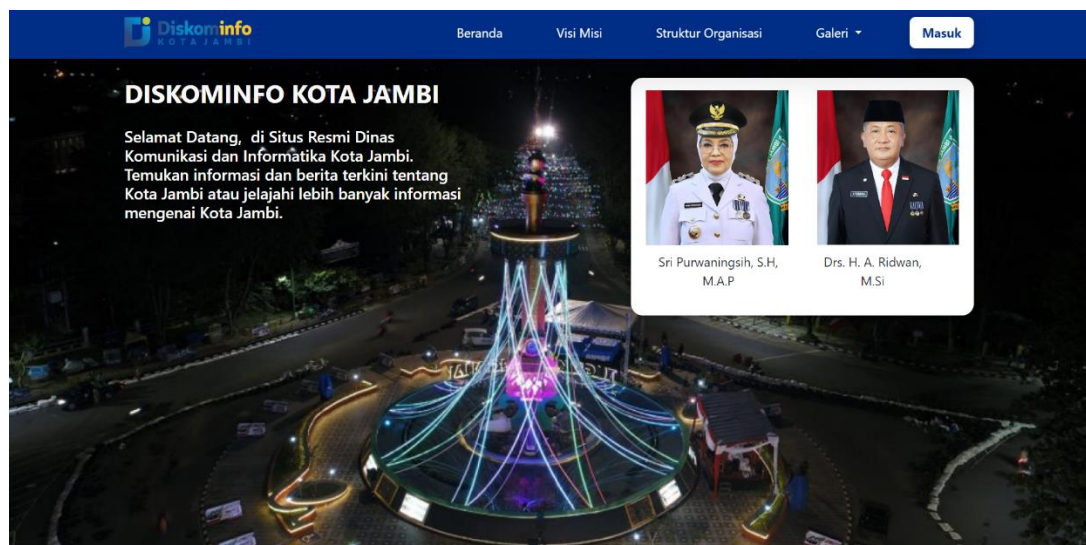 Diskominfo
KOTA JAMBI
Beranda
Visi Misi
Struktur Organisasi
Galeri
Masuk
DISKOMINFO KOTA JAMBI
Selamat Datang, di Situs Resmi Dinas
Komunikasi dan Informatika Kota Jambi.
Temukan informasi dan berita terkini tentang
Kota Jambi atau jelajahi lebih banyak informasi
mengenai Kota Jambi.
Sri Purwaningsih, S.H,
M.A.P
Drs. H. A. Ridwan,
M.Si